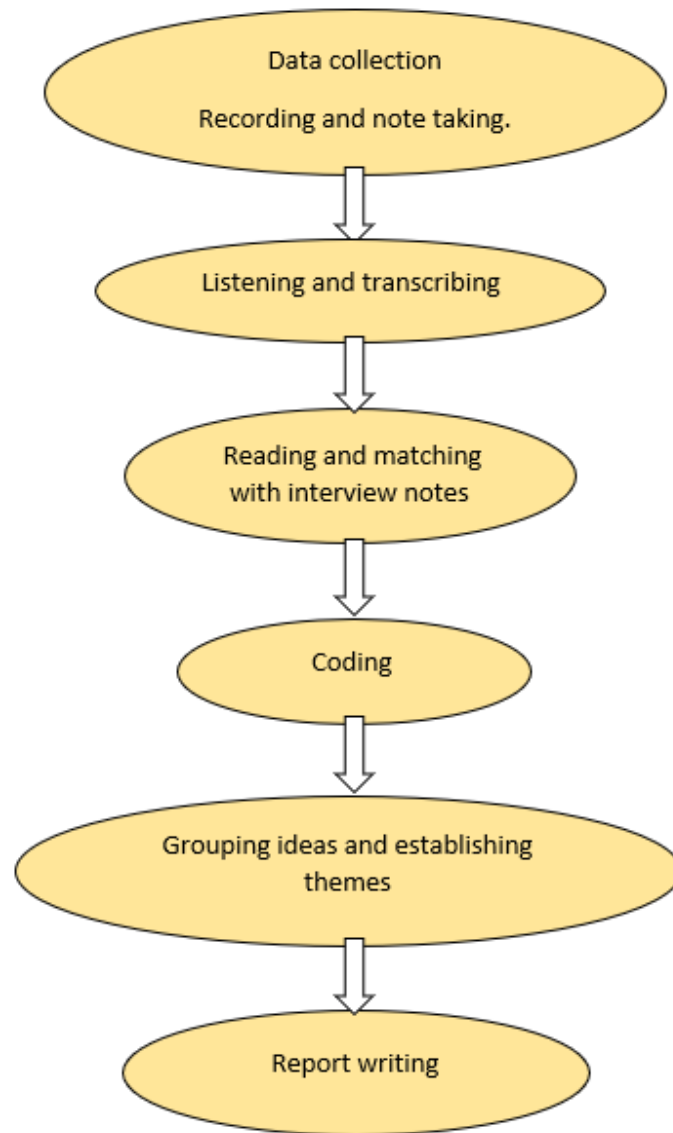 Data collection
Recording and note taking.
Listening and transcribing
Reading and matching
with interview notes
Coding
Grouping ideas and establishing
themes
Report writing